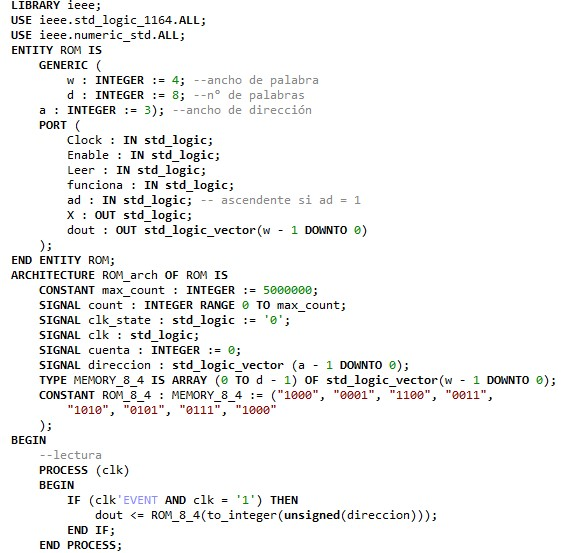 LIBRARY ieee;
USE ieee.std_logic_1164.ALL;
USE ieee.numeric_std.ALL;
ENTITY ROM IS
    GENERIC (
        w : INTEGER := 4; --ancho de palabra
        d : INTEGER := 8; --nº de palabras
    a : INTEGER := 3); --ancho de dirección
    PORT (
        Clock : IN std_logic;
        Enable : IN std_logic;
        Leer : IN std_logic;
        funciona : IN std_logic;
        ad : IN std_logic; -- ascendente si ad = 1
        X : OUT std_logic;
        dout : OUT std_logic_vector(w - 1 DOWNTO 0)
    );
END ENTITY ROM;
ARCHITECTURE ROM_arch OF ROM IS
    CONSTANT max_count : INTEGER := 5000000;
    SIGNAL count : INTEGER RANGE 0 TO max_count;
    SIGNAL clk_state : std_logic := '0';
    SIGNAL clk : std_logic;
    SIGNAL cuenta : INTEGER := 0;
    SIGNAL direccion : std_logic_vector (a - 1 DOWNTO 0);
    TYPE MEMORY_8_4 IS ARRAY (0 TO d - 1) OF std_logic_vector(w - 1 DOWNTO 0);
    CONSTANT ROM_8_4 : MEMORY_8_4 := ("1000", "0001", "1100", "0011",
        "1010", "0101", "0111", "1000"
    );
BEGIN
    --lectura
    PROCESS (clk)
    BEGIN
        IF (clk'EVENT AND clk = '1') THEN
            dout <= ROM_8_4(to_integer(unsigned(direccion)));
        END IF;
    END PROCESS;